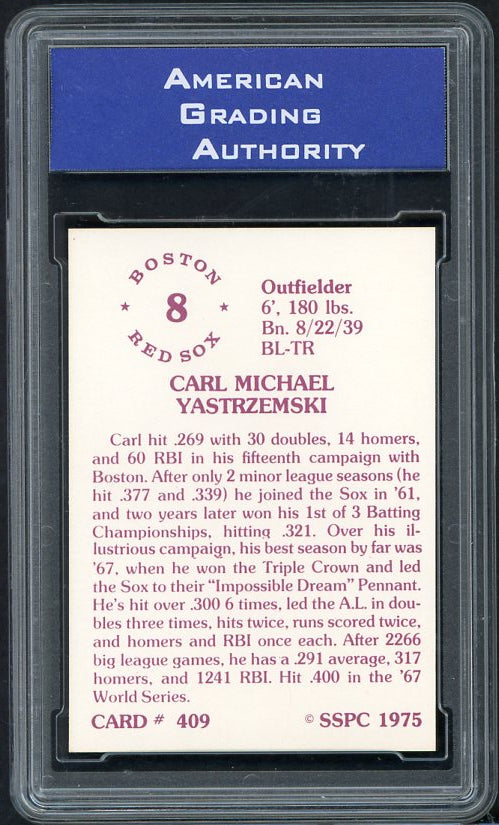 AMERICAN
GRADING
AUTHORITY
BOSTON
8
RED SOX
Outfielder
6', 180 lbs.
Bn. 8/22/39
BL-TR
CARL MICHAEL
YASTRZEMSKI
Carl hit .269 with 30 doubles, 14 homers,
and 60 RBI in his fifteenth campaign with
Boston. After only 2 minor league seasons (he
hit .377 and .339) he joined the Sox in '61,
and two years later won his 1st of 3 Batting
Championships, hitting .321. Over his il-
lustrious campaign, his best season by far was
'67, when he won the Triple Crown and led
the Sox to their "Impossible Dream" Pennant.
He's hit over .300 6 times, led the A.L. in dou-
bles three times, hits twice, runs scored twice,
and homers and RBI once each. After 2266
big league games, he has a .291 average, 317
homers, and 1241 RBI. Hit .400 in the '67
World Series.
CARD # 409
© SSPC 1975